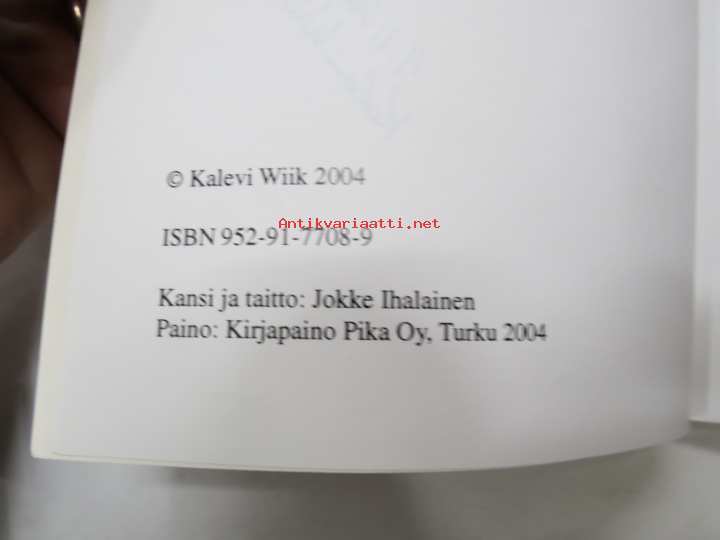 © Kalevi Wiik 2004
Antikvariaatti.net
ISBN 952-91-7708-9
Kansi ja taitto: Jokke Ihalainen
Paino: Kirjapaino Pika Oy, Turku 2004